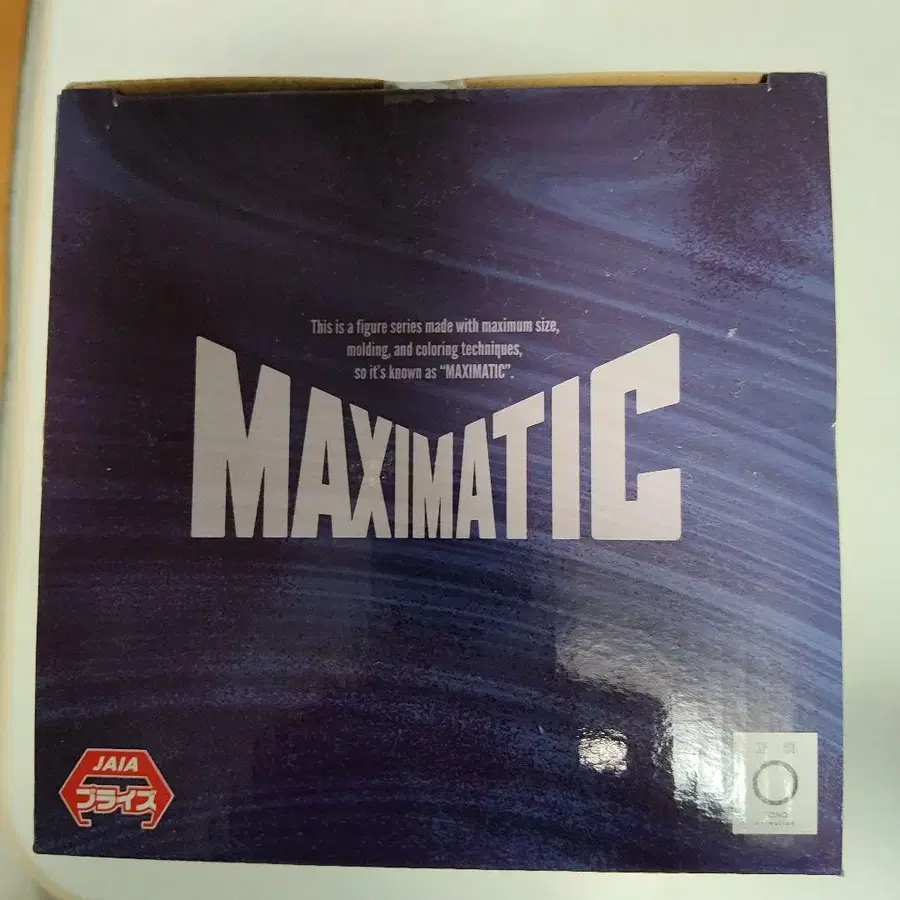 This is a figure series made with maximum size,
molding, and coloring techniques,
so it's known as "MAXIMATIC".
MAXIMATIC
JAIA
プライズ